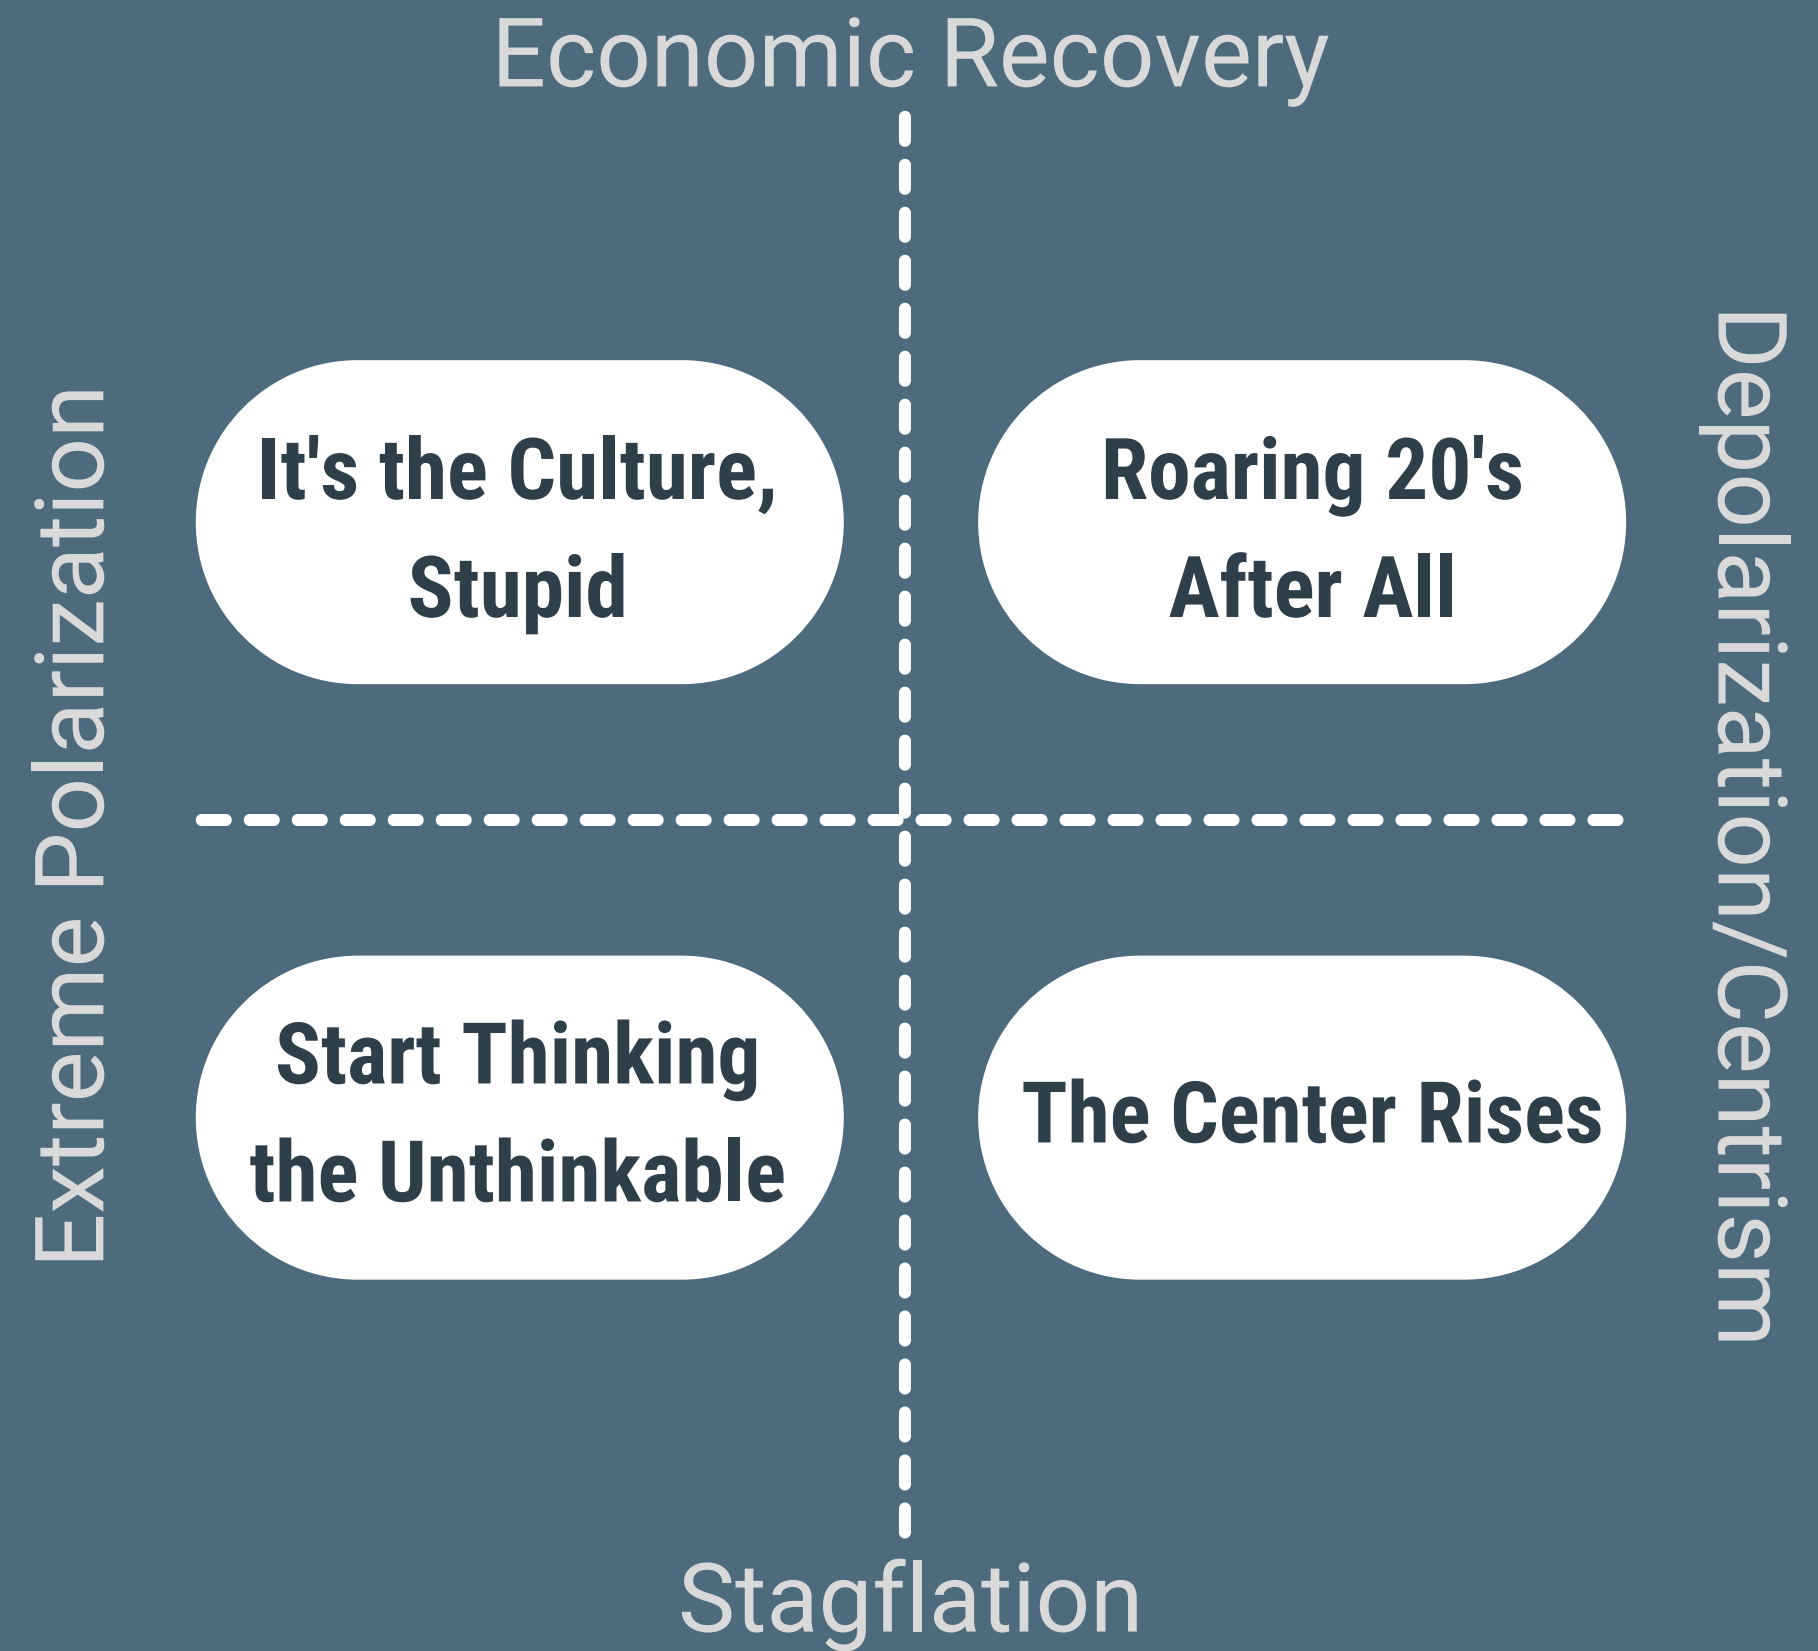 Economic Recovery
Extreme Polarization
It's the Culture,
Stupid
Roaring 20's
After All
Depolarization/Centrism
Start Thinking
the Unthinkable
The Center Rises
Stagflation